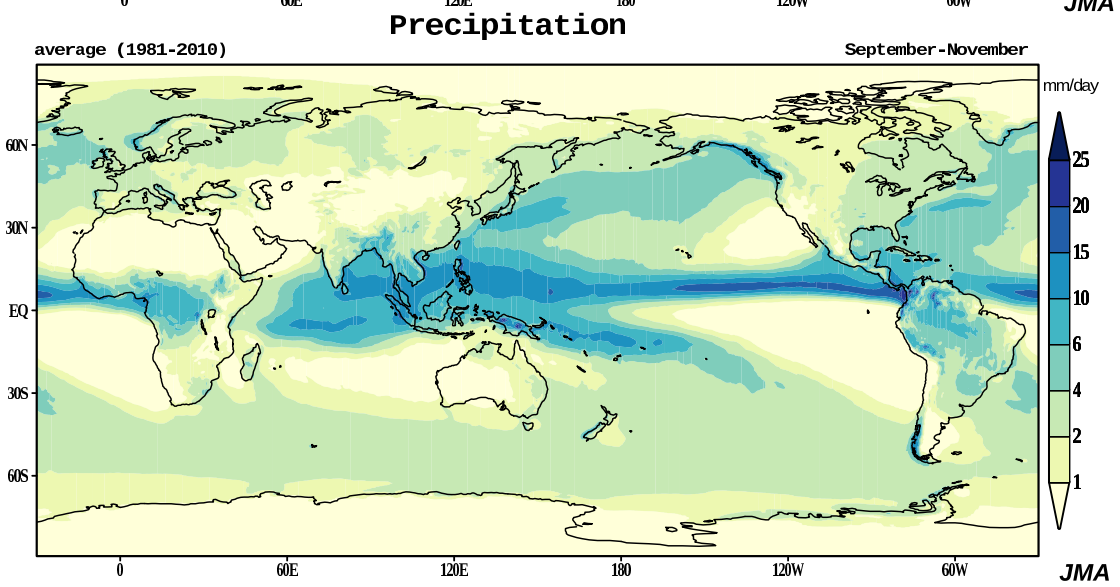 0 60E 120E 180 120W 60W JMA
Precipitation
average (1981-2010) September-November
mm/day
60N
30N
EQ
30S
60S
25
20
15
10
6
4
2
1
0 60E 120E 180 120W 60W JMA